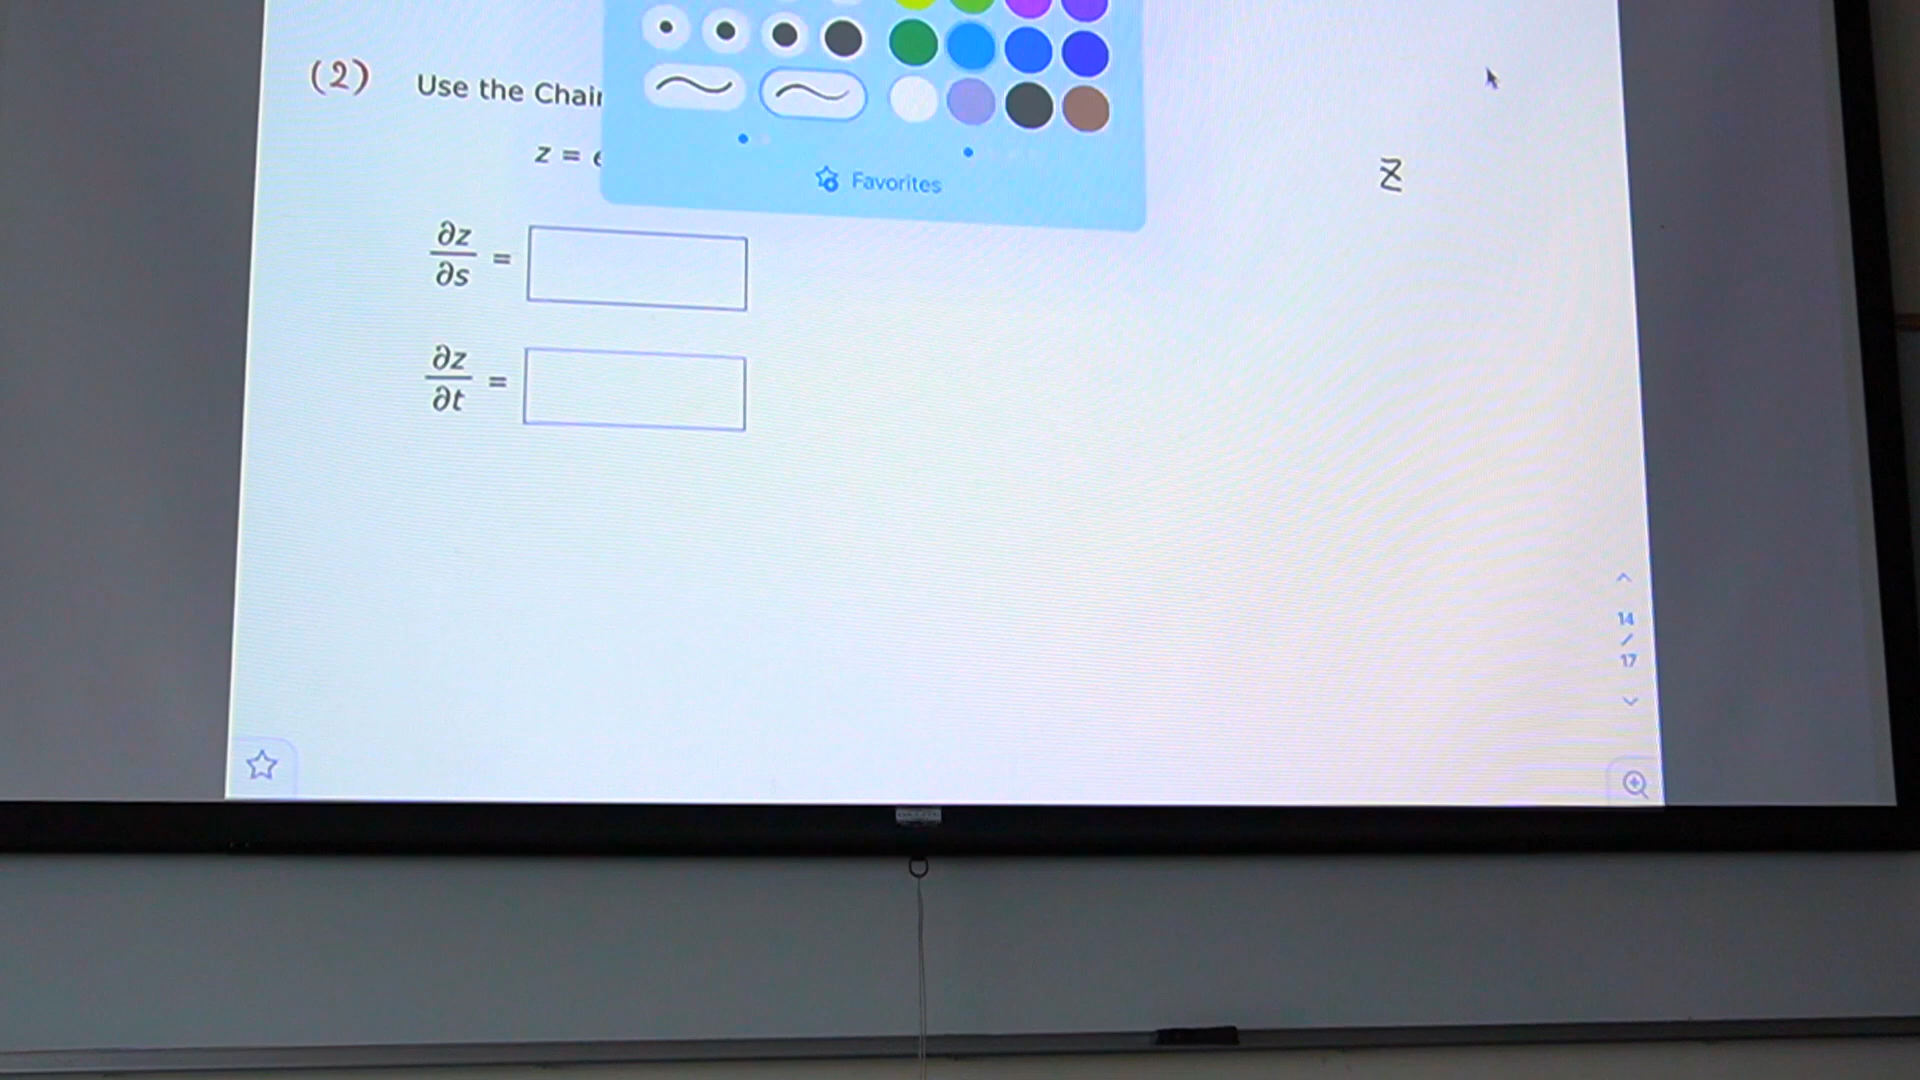 (2) Use the Chai
z =
Favorites
z
∂z/∂s =
∂z/∂t =
14
/
17